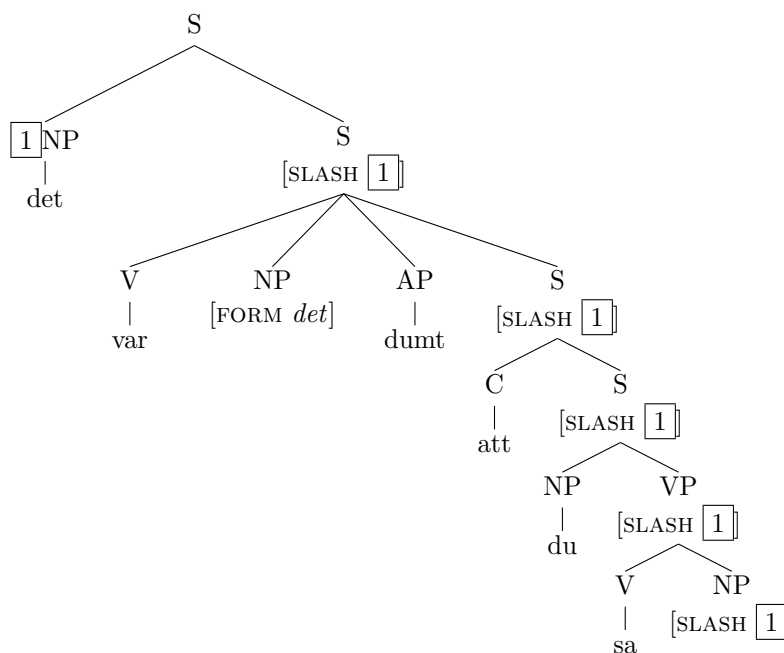 S
1 NP S
[SLASH 1]
det
V NP AP S
[FORM det] [SLASH 1]
var dumt
C S
[SLASH 1]
att
NP VP
[SLASH 1]
du
V NP
[SLASH 1
sa